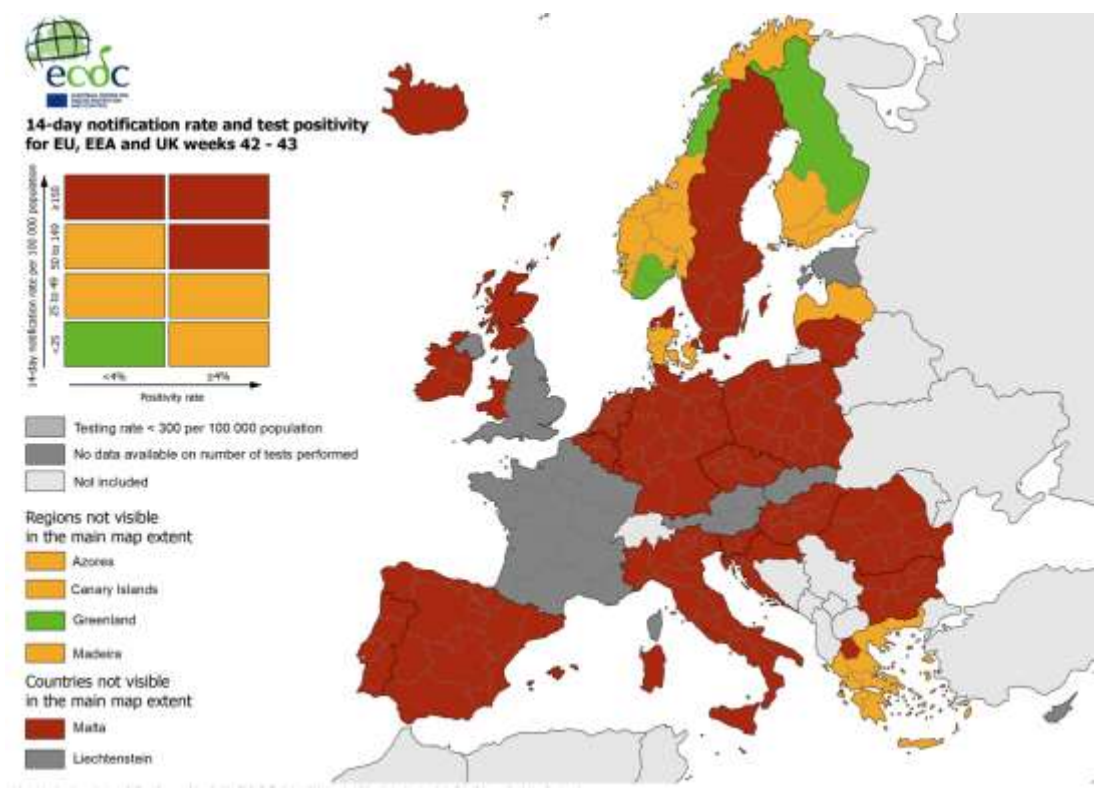 ecdc
14-day notification rate and test positivity
for EU, EEA and UK weeks 42 - 43
14-day notification rate per 100 000 population
≥150
50 to 149
25 to 49
<25
<4%
≥4%
Positivity rate
Testing rate < 300 per 100 000 population
No data available on number of tests performed
Not included
Regions not visible
in the main map extent
Azores
Canary Islands
Greenland
Madeira
Countries not visible
in the main map extent
Malta
Liechtenstein